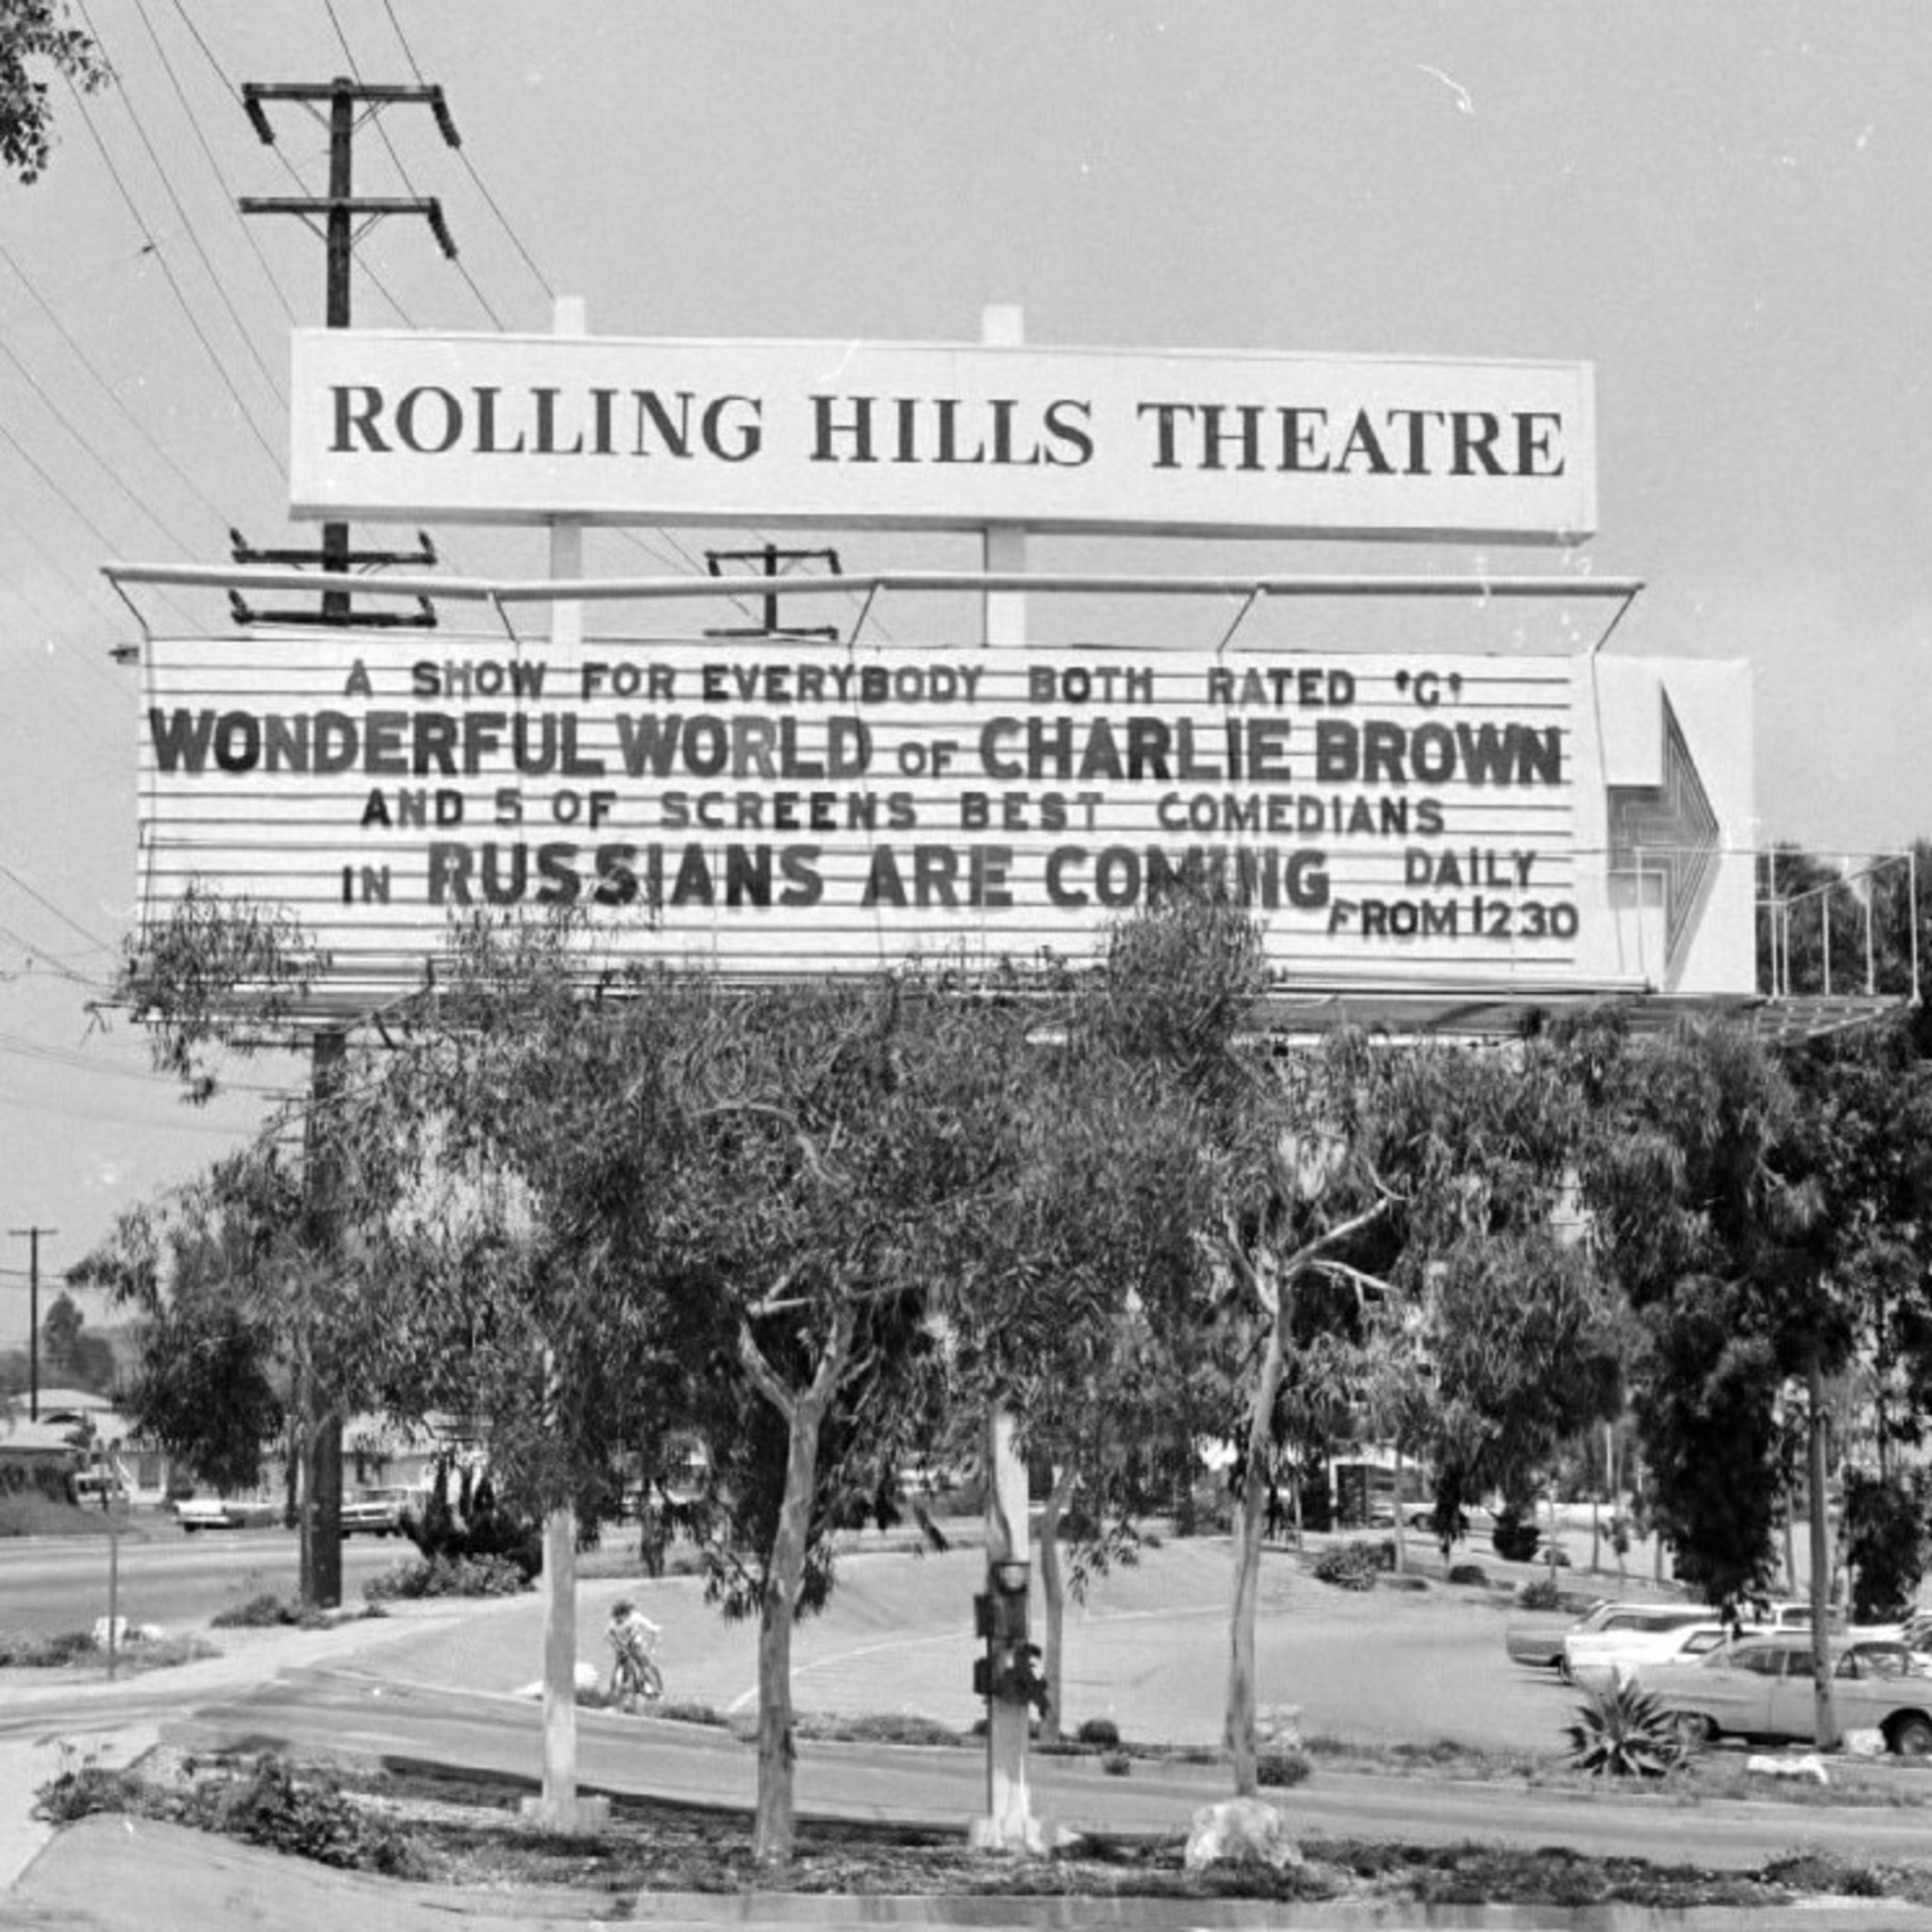 ROLLING HILLS THEATRE
A SHOW FOR EVERYBODY BOTH RATED 'G'
WONDERFUL WORLD OF CHARLIE BROWN
AND 5 OF SCREENS BEST COMEDIANS
IN RUSSIANS ARE COMING DAILY
FROM 12 30